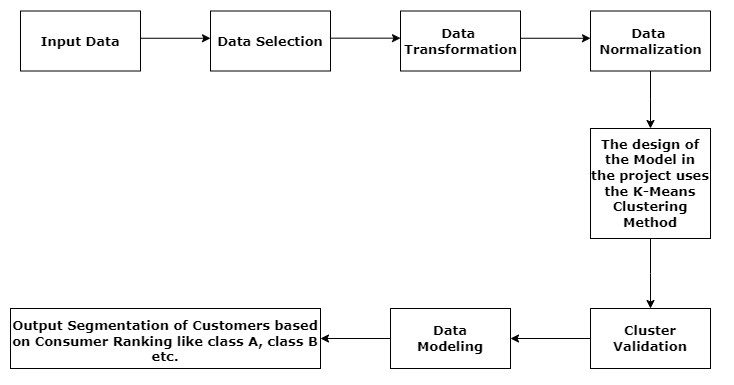 Input Data
Data Selection
Data
Transformation
Data
Normalization
The design of
the Model in
the project uses
the K-Means
Clustering
Method
Cluster
Validation
Data
Modeling
Output Segmentation of Customers based
on Consumer Ranking like class A, class B
etc.